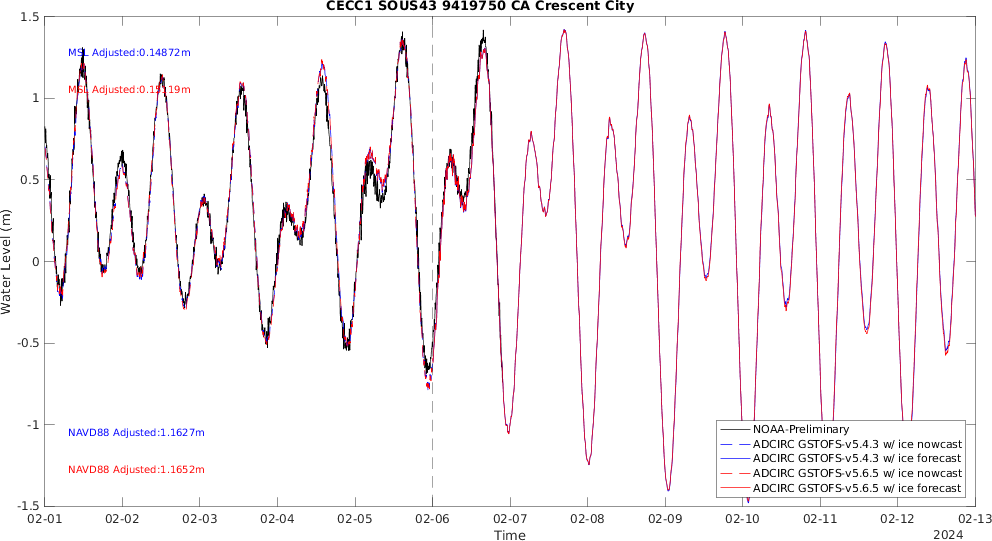 CECC1 SOUS43 9419750 CA Crescent City
1.5
1
0.5
0
-0.5
-1
-1.5
Water Level (m)
MSL Adjusted:0.14872m
MSL Adjusted:0.15119m
NAVD88 Adjusted:1.1627m
NAVD88 Adjusted:1.1652m
NOAA-Preliminary
ADCIRC GSTOFS-v5.4.3 w/ ice nowcast
ADCIRC GSTOFS-v5.4.3 w/ ice forecast
ADCIRC GSTOFS-v5.6.5 w/ ice nowcast
ADCIRC GSTOFS-v5.6.5 w/ ice forecast
02-01 02-02 02-03 02-04 02-05 02-06 02-07 02-08 02-09 02-10 02-11 02-12 02-13
Time
2024